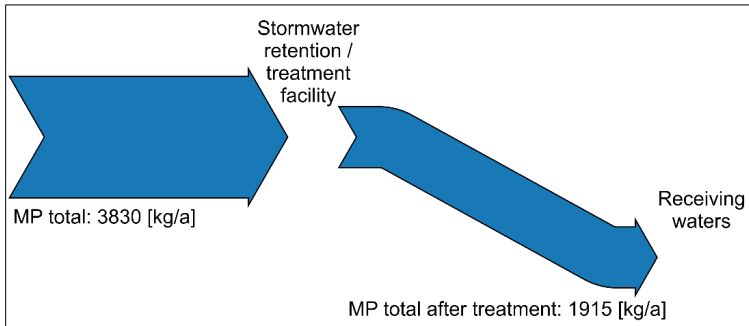 Stormwater
retention /
treatment
facility
MP total: 3830 [kg/a]
Receiving
waters
MP total after treatment: 1915 [kg/a]